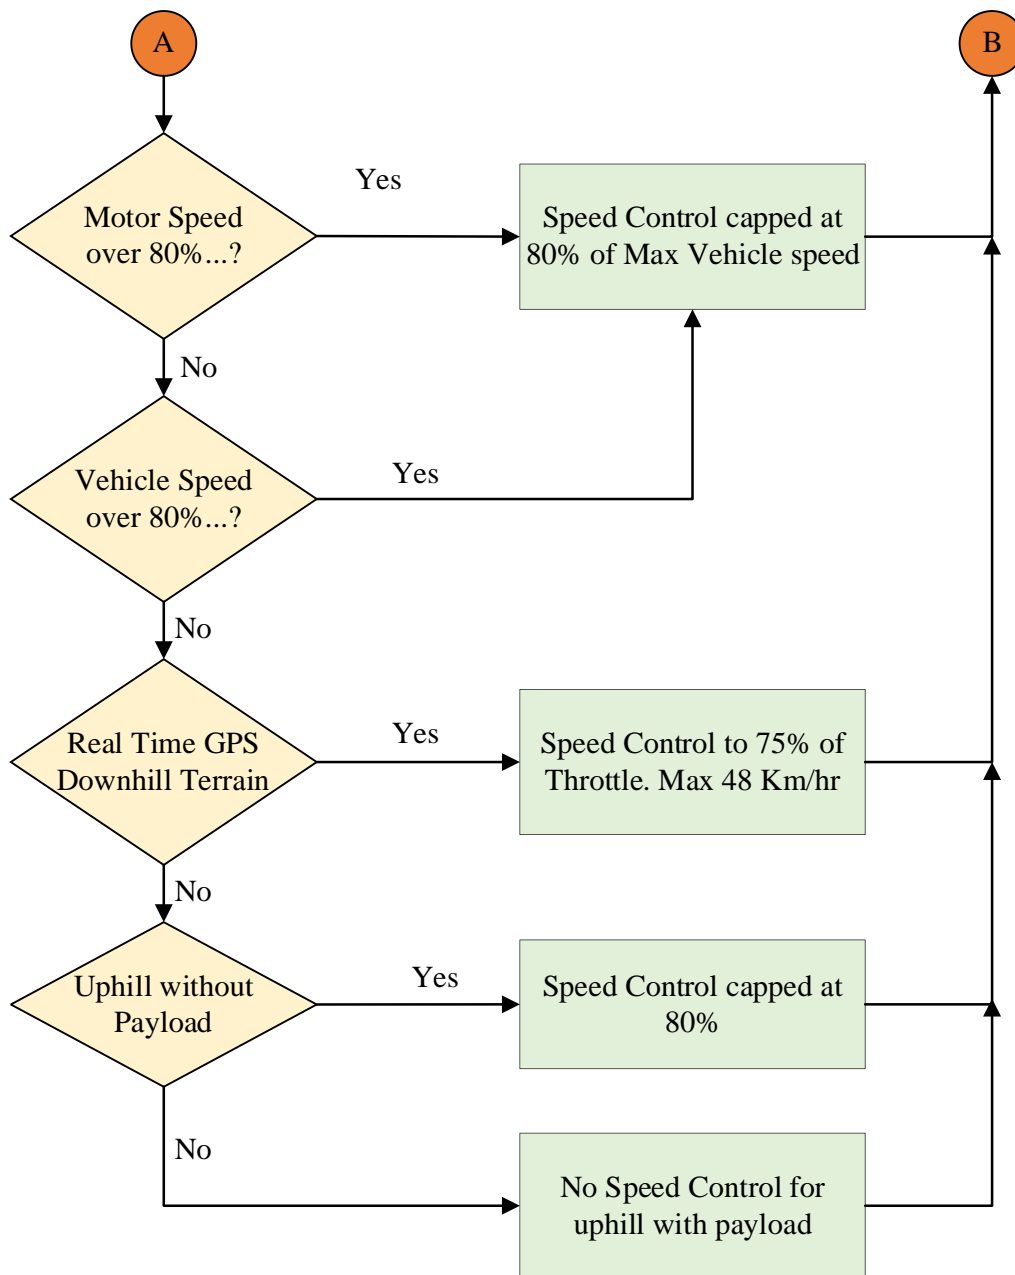 A
B
Motor Speed
over 80%...?
Yes
Speed Control capped at
80% of Max Vehicle speed
No
Vehicle Speed
over 80%...?
Yes
No
Real Time GPS
Downhill Terrain
Yes
Speed Control to 75% of
Throttle. Max 48 Km/hr
No
Uphill without
Payload
Yes
Speed Control capped at
80%
No
No Speed Control for
uphill with payload